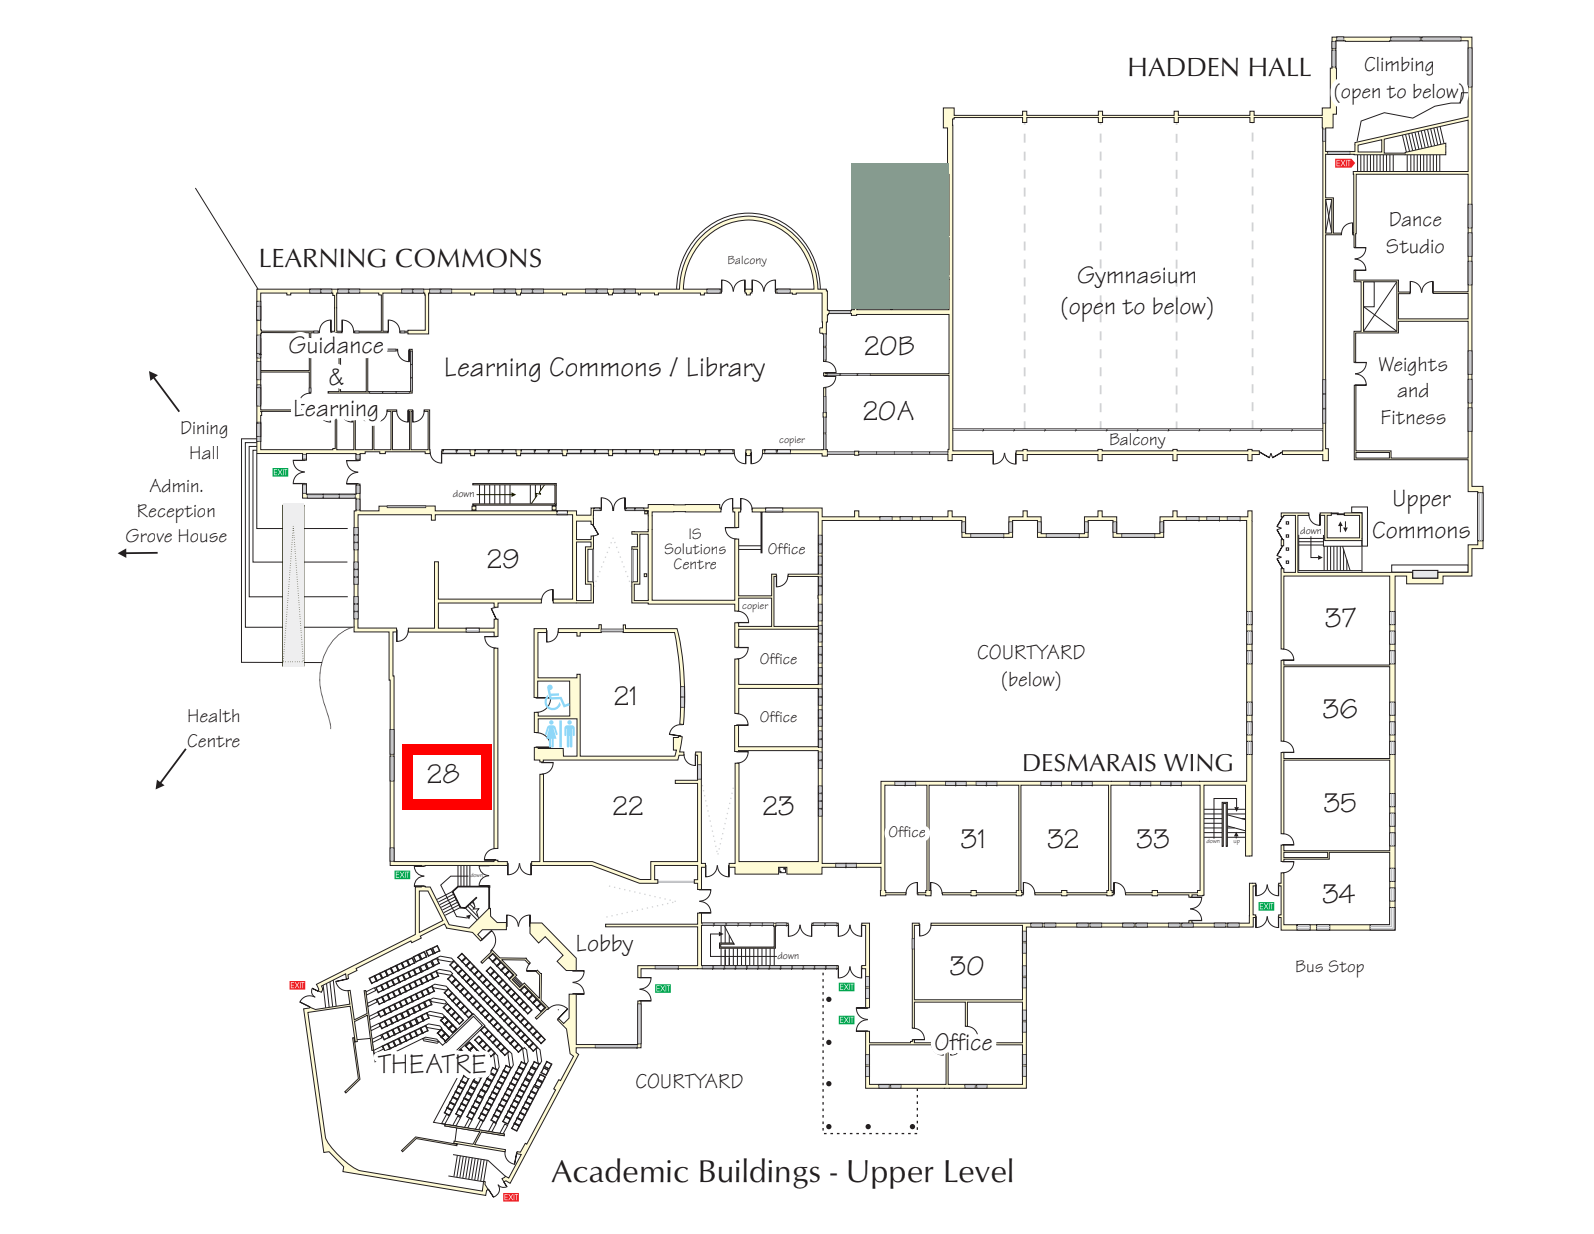 HADDEN HALL
Climbing
(open to below)
EXIT
Dance
Studio
LEARNING COMMONS
Balcony
Gymnasium
(open to below)
Guidance
&
Learning
Learning Commons / Library
20B
20A
Weights
and
Fitness
copier
Balcony
Dining
Hall
EXIT
Admin.
Reception
Grove House
down
Upper
Commons
down
29
IS
Solutions
Centre
Office
copier
37
Office
COURTYARD
(below)
21
36
Office
Health
Centre
28
DESMARAIS WING
22
23
35
Office
31
32
33
down
up
EXIT
down
34
EXIT
Lobby
down
30
Bus Stop
EXIT
EXIT
EXIT
EXIT
Office
THEATRE
COURTYARD
Academic Buildings - Upper Level
EXIT